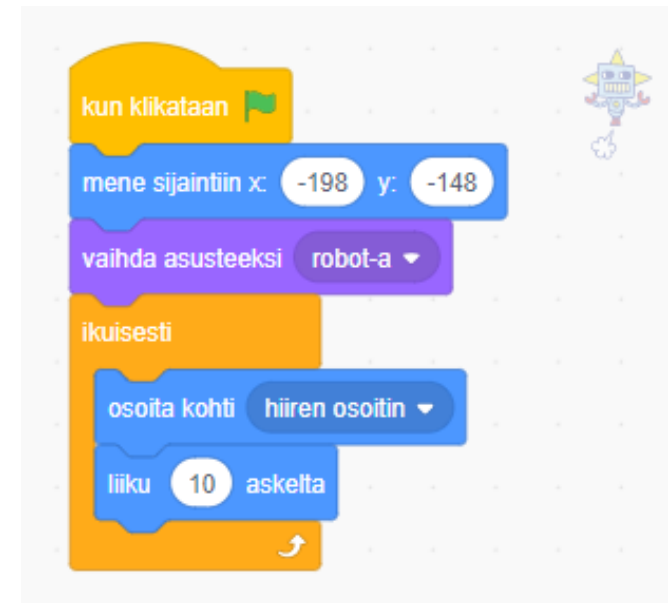 kun klikataan
mene sijaintiin x: -198 y: -148
vaihda asusteeksi robot-a
ikuisesti
osoita kohti hiiren osoitin
liiku 10 askelta